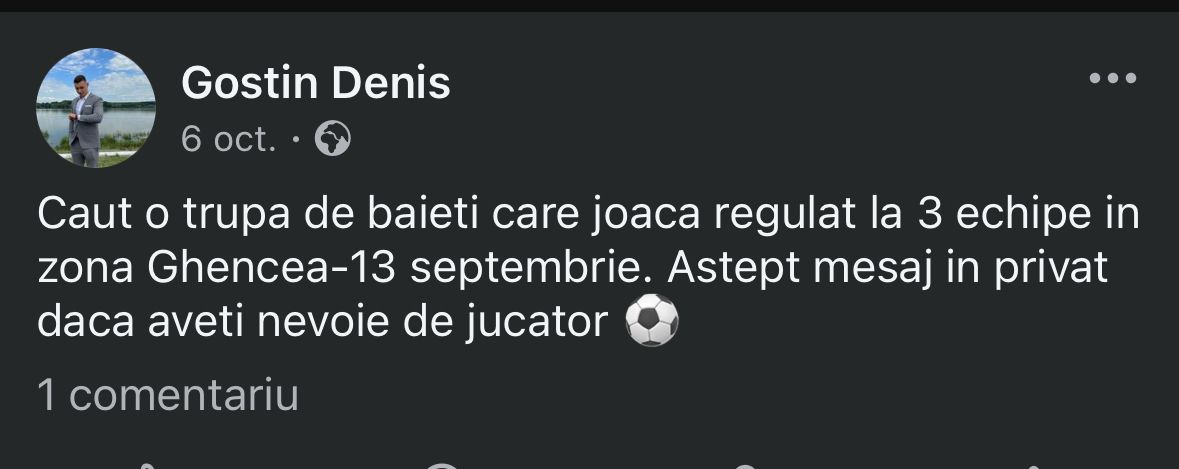 Gostin Denis
6 oct. ·
Caut o trupa de baieti care joaca regulat la 3 echipe in
zona Ghencea-13 septembrie. Astept mesaj in privat
daca aveti nevoie de jucator ⚽
1 comentariu